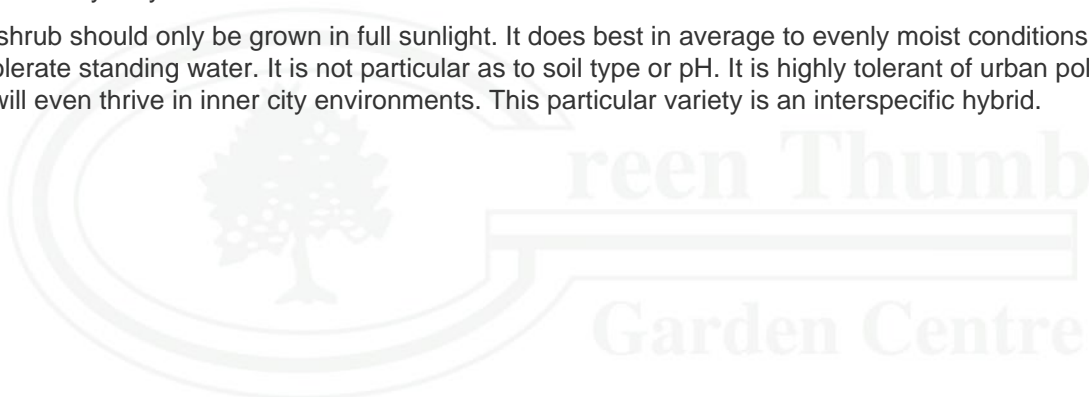 shrub should only be grown in full sunlight. It does best in average to evenly moist conditions
tolerate standing water. It is not particular as to soil type or pH. It is highly tolerant of urban
will even thrive in inner city environments. This particular variety is an interspecific hybrid.
reen Thumb
Garden Centre